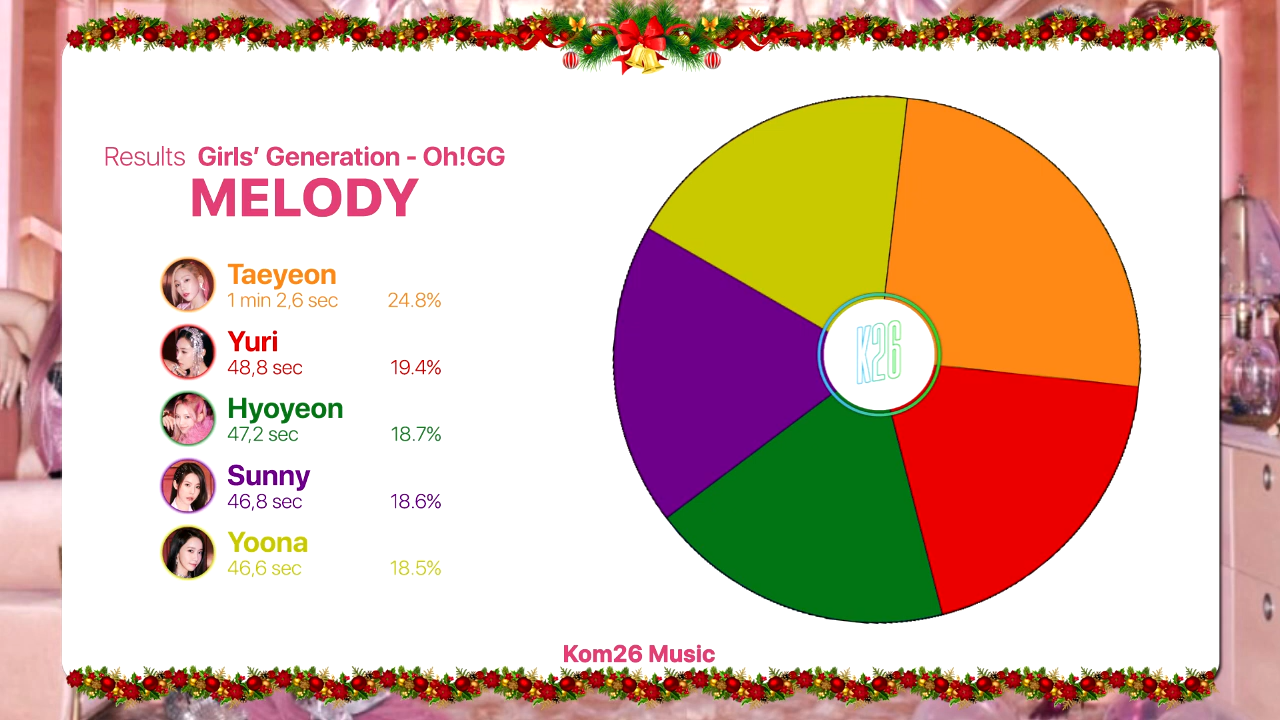 Results Girls’ Generation - Oh!GG
MELODY
Taeyeon
1 min 2,6 sec 24.8%
Yuri
48,8 sec 19.4%
Hyoyeon
47,2 sec 18.7%
Sunny
46,8 sec 18.6%
Yoona
46,6 sec 18.5%
K26
Kom26 Music